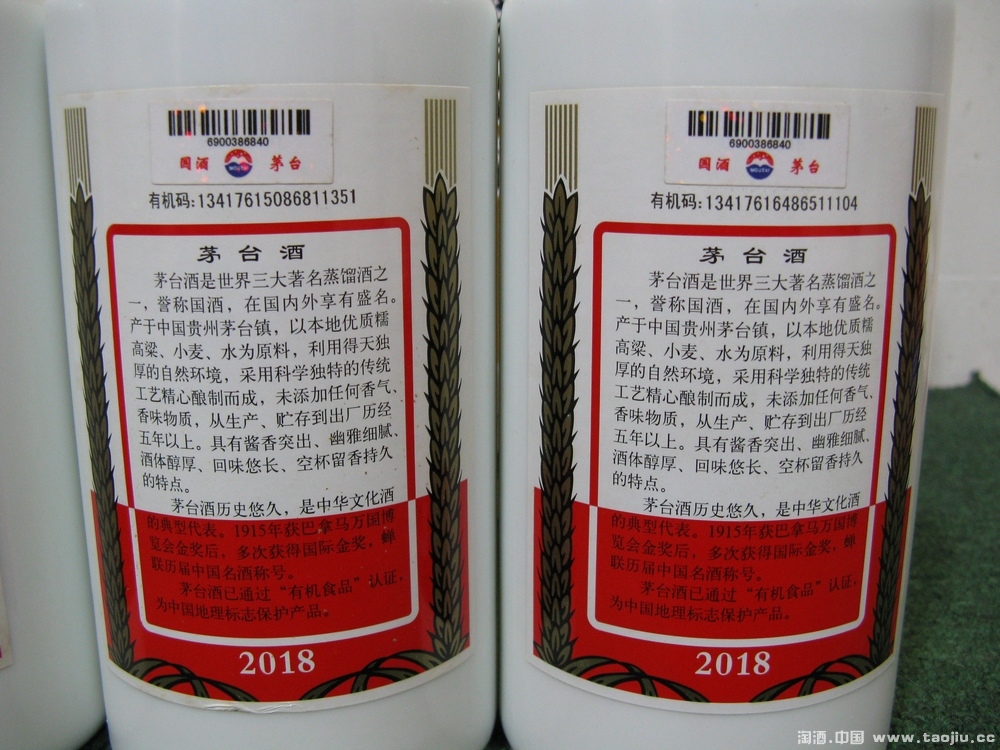 6900386840
国酒 茅台
MOUTAI
有机码:13417615086811351
茅台酒
茅台酒是世界三大著名蒸馏酒之
一，誉称国酒，在国内外享有盛名。
产于中国贵州茅台镇，以本地优质糯
高粱、小麦、水为原料，利用得天独
厚的自然环境，采用科学独特的传统
工艺精心酿制而成，未添加任何香气、
香味物质，从生产、贮存到出厂历经
五年以上。具有酱香突出、幽雅细腻、
酒体醇厚、回味悠长、空杯留香持久
的特点。
茅台酒历史悠久，是中华文化酒
的典型代表。1915年获巴拿马万国博
览会金奖后，多次获得国际金奖，蝉
联历届中国名酒称号。
茅台酒已通过“有机食品”认证，
为中国地理标志保护产品。
2018
6900386840
国酒 茅台
MOUTAI
有机码:13417616486511104
茅台酒
茅台酒是世界三大著名蒸馏酒之
一，誉称国酒，在国内外享有盛名。
产于中国贵州茅台镇，以本地优质糯
高粱、小麦、水为原料，利用得天独
厚的自然环境，采用科学独特的传统
工艺精心酿制而成，未添加任何香气、
香味物质，从生产、贮存到出厂历经
五年以上。具有酱香突出、幽雅细腻、
酒体醇厚、回味悠长、空杯留香持久
的特点。
茅台酒历史悠久，是中华文化酒
的典型代表。1915年获巴拿马万国博
览会金奖后，多次获得国际金奖，蝉
联历届中国名酒称号。
茅台酒已通过“有机食品”认证，
为中国地理标志保护产品。
2018
淘酒.中国 www.taojiu.cc